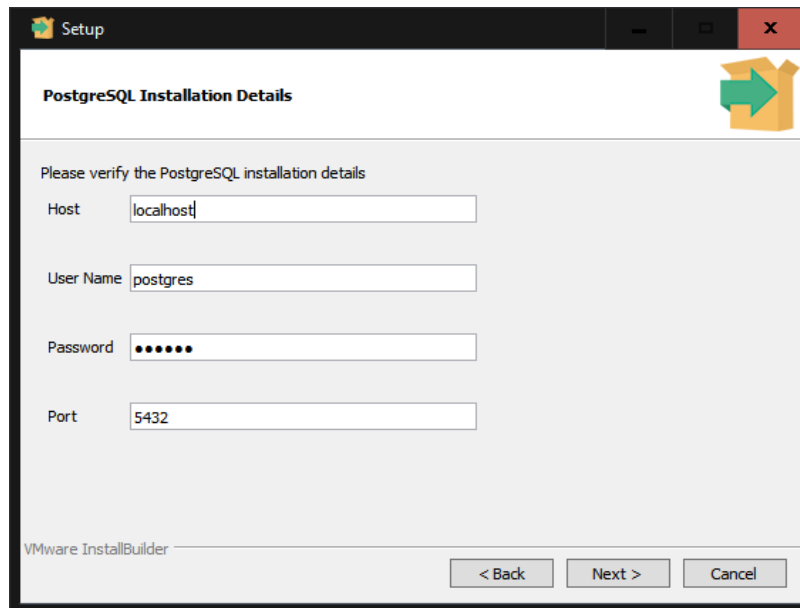 Setup
PostgreSQL Installation Details
Please verify the PostgreSQL installation details
Host localhost
User Name postgres
Password ••••••
Port 5432
VMware InstallBuilder
< Back Next > Cancel